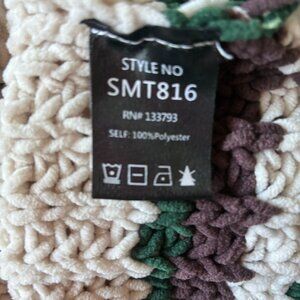 STYLE NO
SMT816
RN# 133793
SELF: 100%Polyester